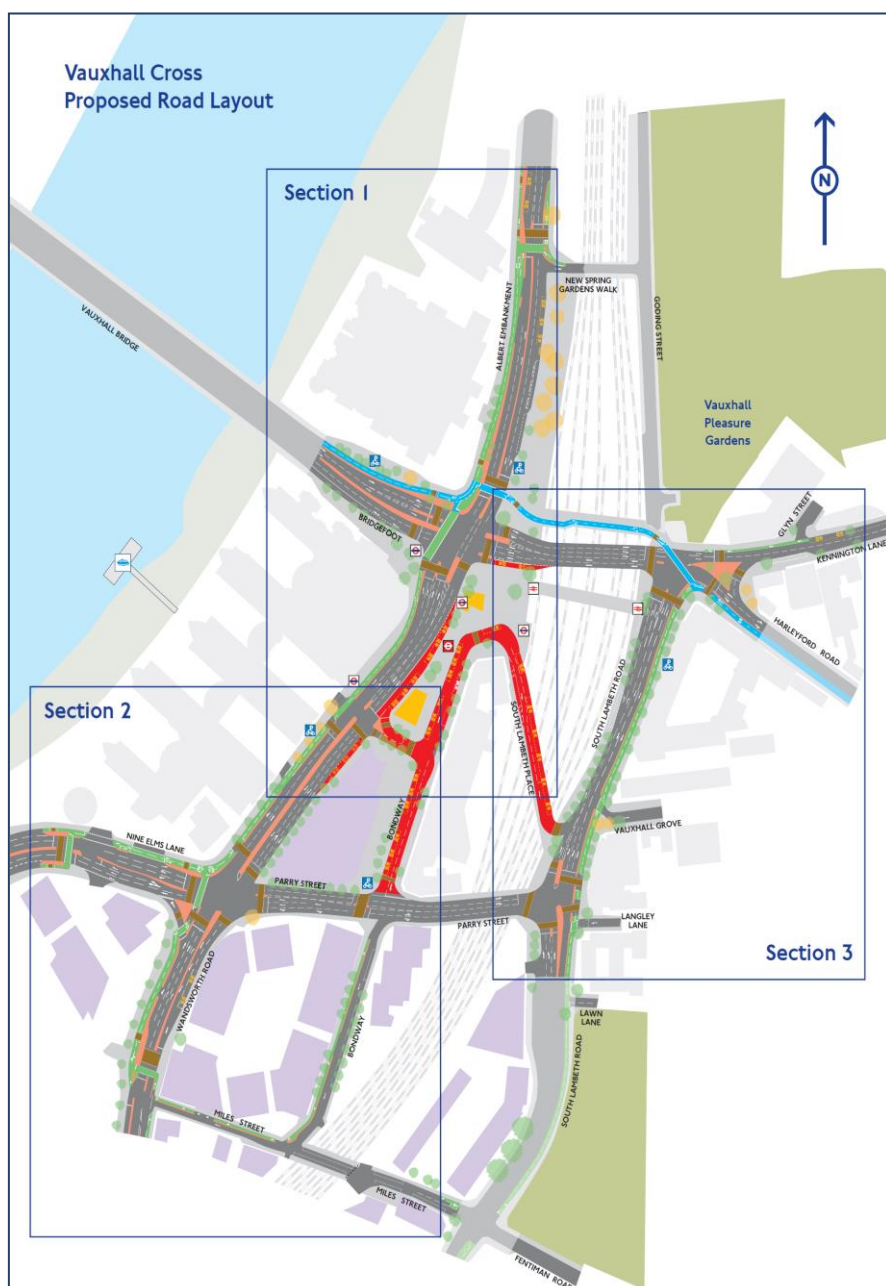 Vauxhall Cross
Proposed Road Layout
N
Section 1
NEW SPRING
GARDENS WALK
ALBERT EMBANKMENT
GODING STREET
VAUXHALL BRIDGE
Vauxhall
Pleasure
Gardens
BRIDGEFOOT
GLYN STREET
KENNINGTON LANE
HARLEYFORD ROAD
SOUTH LAMBETH ROAD
SOUTH LAMBETH PLACE
Section 2
BONDWAY
VAUXHALL GROVE
NINE ELMS LANE
PARRY STREET
PARRY STREET
LANGLEY
LANE
Section 3
WANDSWORTH ROAD
LAWN
LANE
BONDWAY
SOUTH LAMBETH ROAD
MILES STREET
MILES STREET
FENTIMAN ROAD